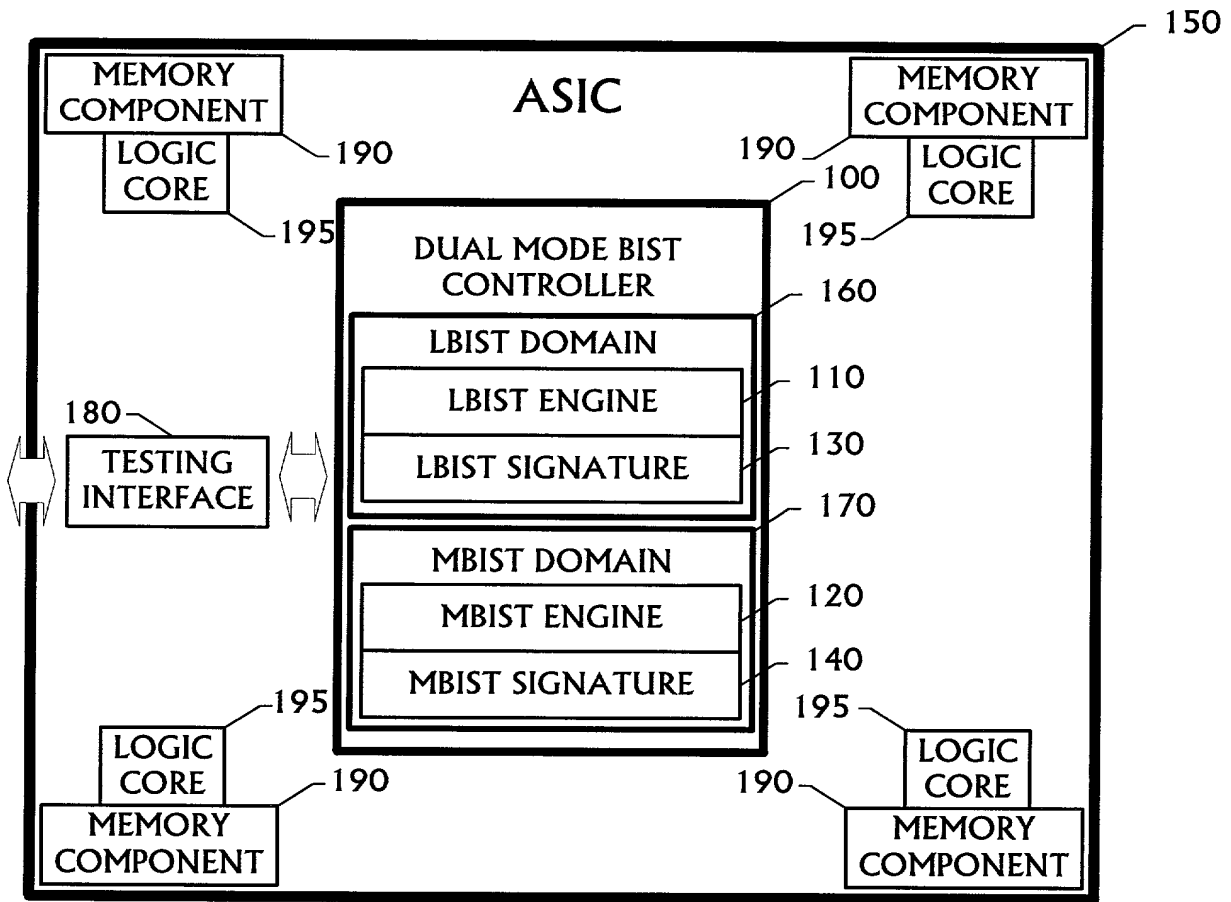 150
MEMORY
COMPONENT
190
LOGIC
CORE
195
ASIC
MEMORY
COMPONENT
190
LOGIC
CORE
195
100
DUAL MODE BIST
CONTROLLER
160
LBIST DOMAIN
LBIST ENGINE
110
LBIST SIGNATURE
130
180
TESTING
INTERFACE
170
MBIST DOMAIN
MBIST ENGINE
120
MBIST SIGNATURE
140
195
LOGIC
CORE
190
MEMORY
COMPONENT
195
LOGIC
CORE
190
MEMORY
COMPONENT